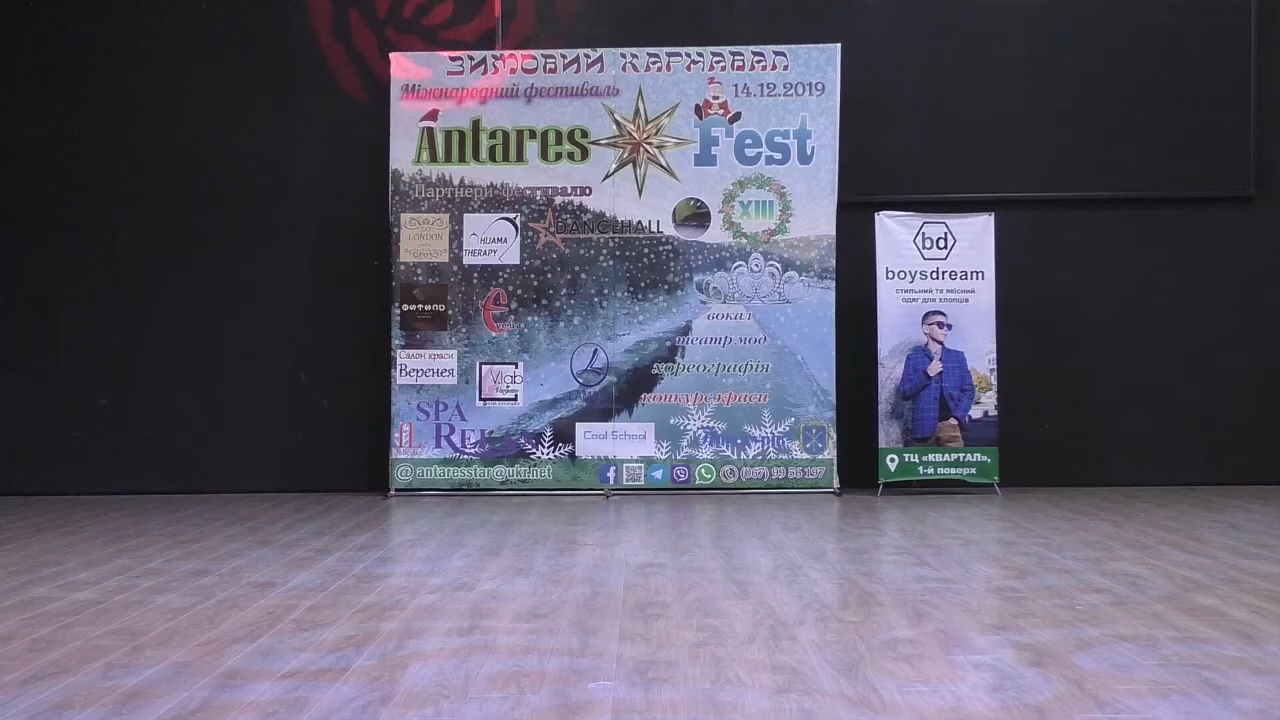 ЗИМОВИЙ КАРНАВАЛ
Міжнародний фестиваль
14.12.2019
Antares Fest
Партнери фестивалю
LONDON
HIJAMA
THERAPY
DANCEHALL
XIII
вокал
театр мод
хореографія
конкурс краси
Салон краси
Веренея
V.lab
SPA
RELAX
Cool School
@ antaresstar@ukr.net
(067) 99 56 197
bd
boysdream
стильний та якісний
одяг для хлопців
ТЦ «КВАРТАЛ»,
1-й поверх